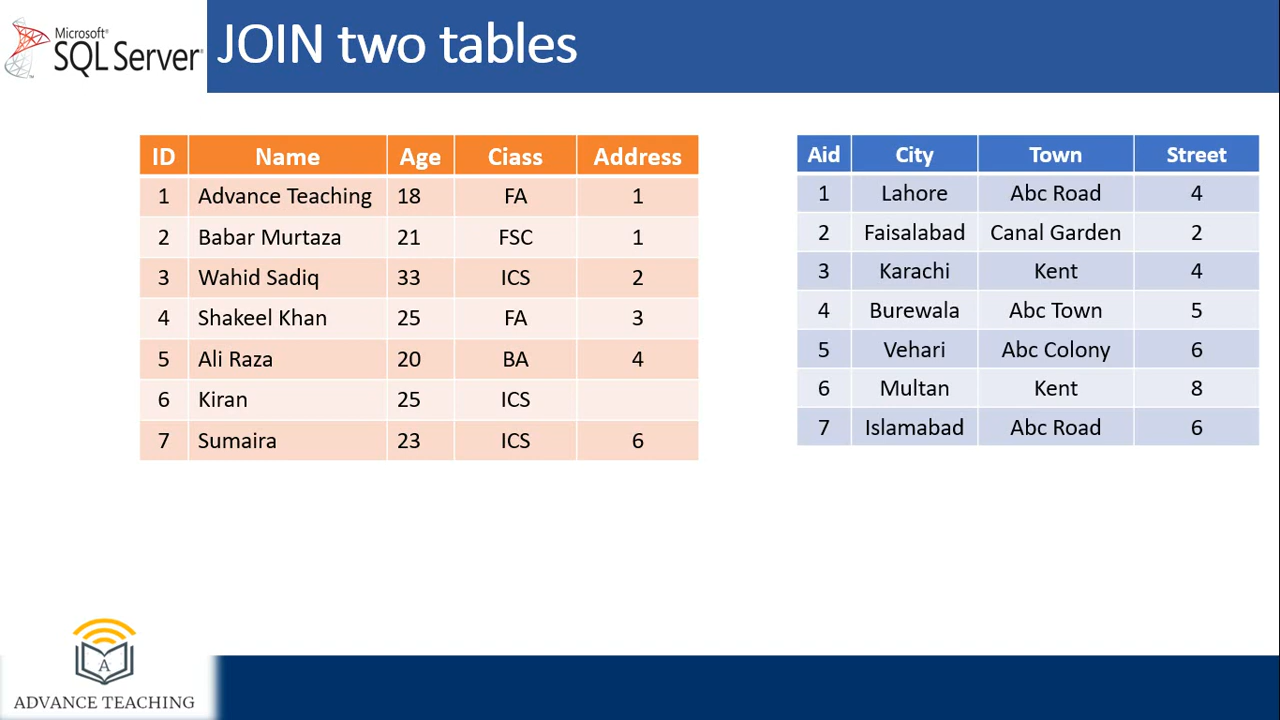 Microsoft®
SQL Server®
JOIN two tables
ID Name Age Ciass Address
1 Advance Teaching 18 FA 1
2 Babar Murtaza 21 FSC 1
3 Wahid Sadiq 33 ICS 2
4 Shakeel Khan 25 FA 3
5 Ali Raza 20 BA 4
6 Kiran 25 ICS
7 Sumaira 23 ICS 6
Aid City Town Street
1 Lahore Abc Road 4
2 Faisalabad Canal Garden 2
3 Karachi Kent 4
4 Burewala Abc Town 5
5 Vehari Abc Colony 6
6 Multan Kent 8
7 Islamabad Abc Road 6
A
ADVANCE TEACHING